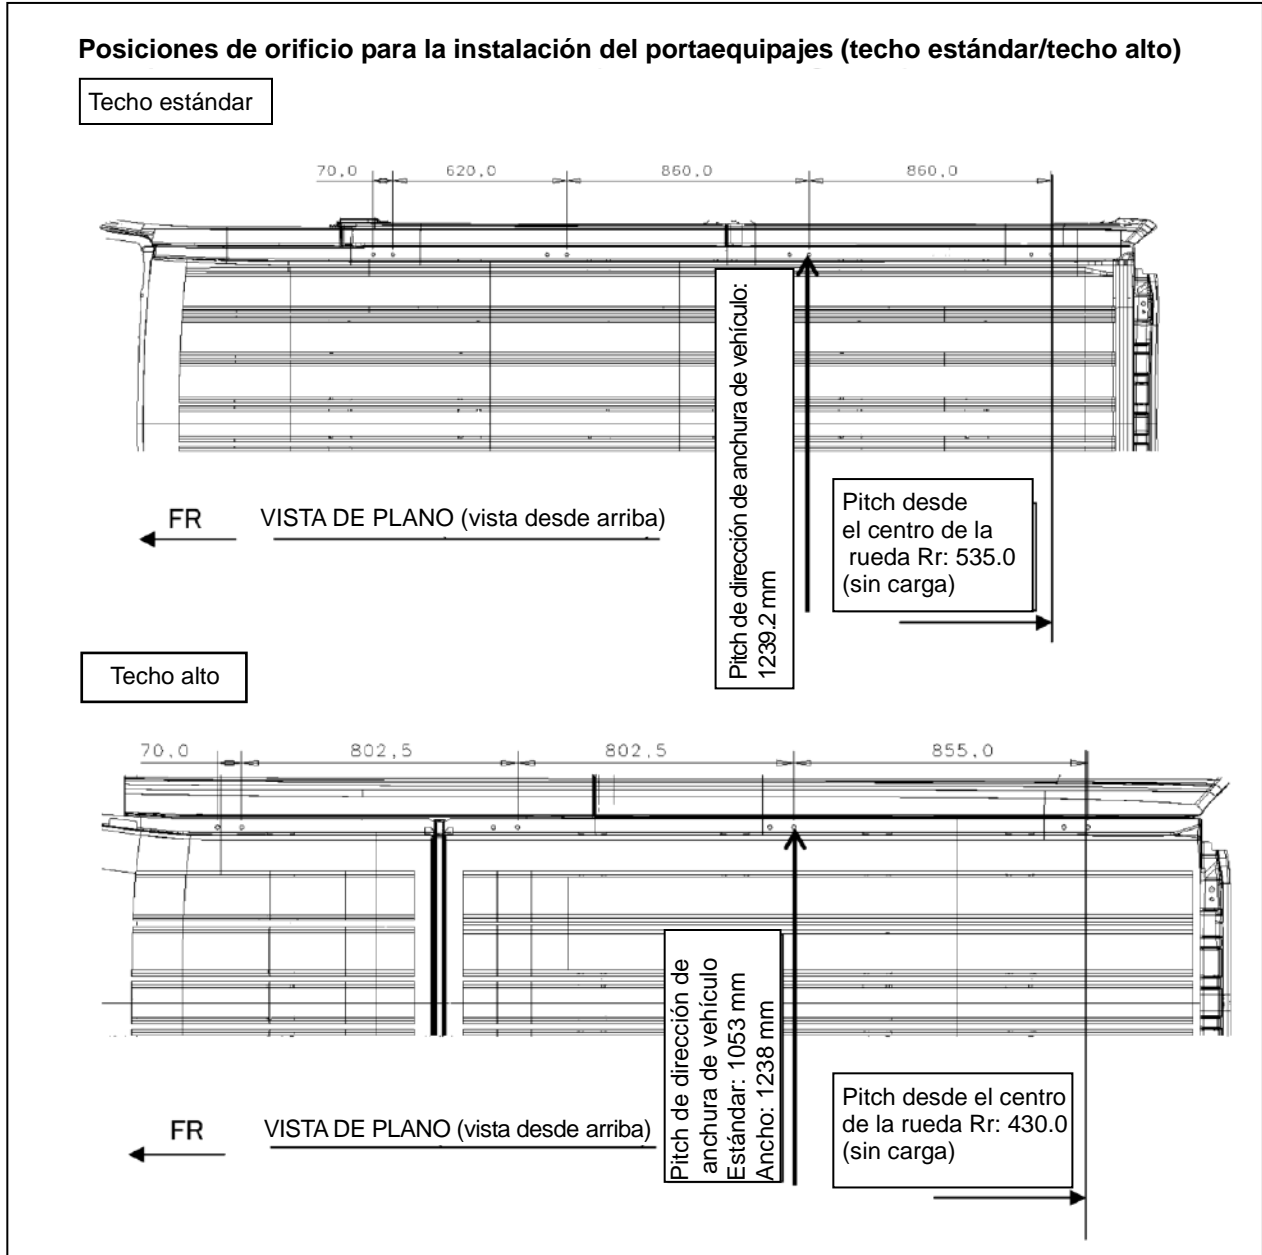 Posiciones de orificio para la instalación del portaequipajes (techo estándar/techo alto)
Techo estándar
70,0 620,0 860,0 860,0
Pitch de dirección de anchura de vehículo:
1239.2 mm
Pitch desde
el centro de la
rueda Rr: 535.0
(sin carga)
FR VISTA DE PLANO (vista desde arriba)
Techo alto
70,0 802,5 802,5 855,0
Pitch de dirección de
anchura de vehículo
Estándar: 1053 mm
Ancho: 1238 mm
Pitch desde el centro
de la rueda Rr: 430.0
(sin carga)
FR VISTA DE PLANO (vista desde arriba)